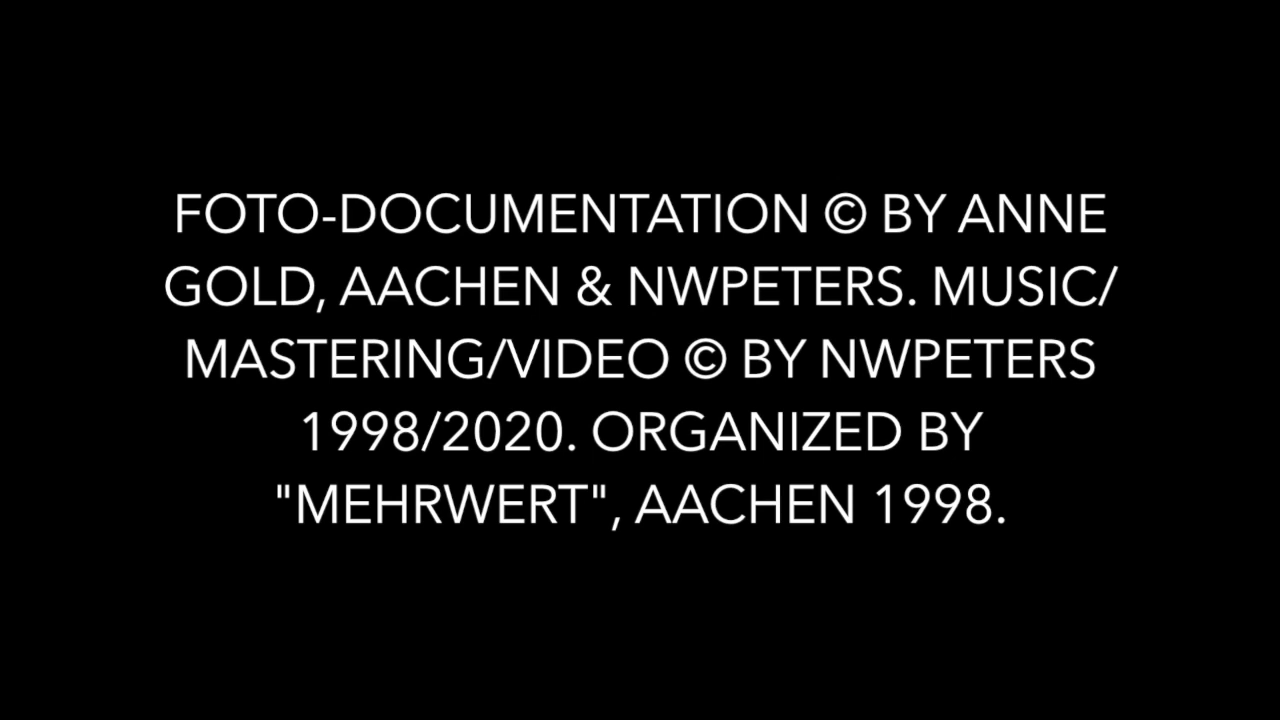 FOTO-DOCUMENTATION © BY ANNE
GOLD, AACHEN & NWPETERS. MUSIC/
MASTERING/VIDEO © BY NWPETERS
1998/2020. ORGANIZED BY
"MEHRWERT", AACHEN 1998.